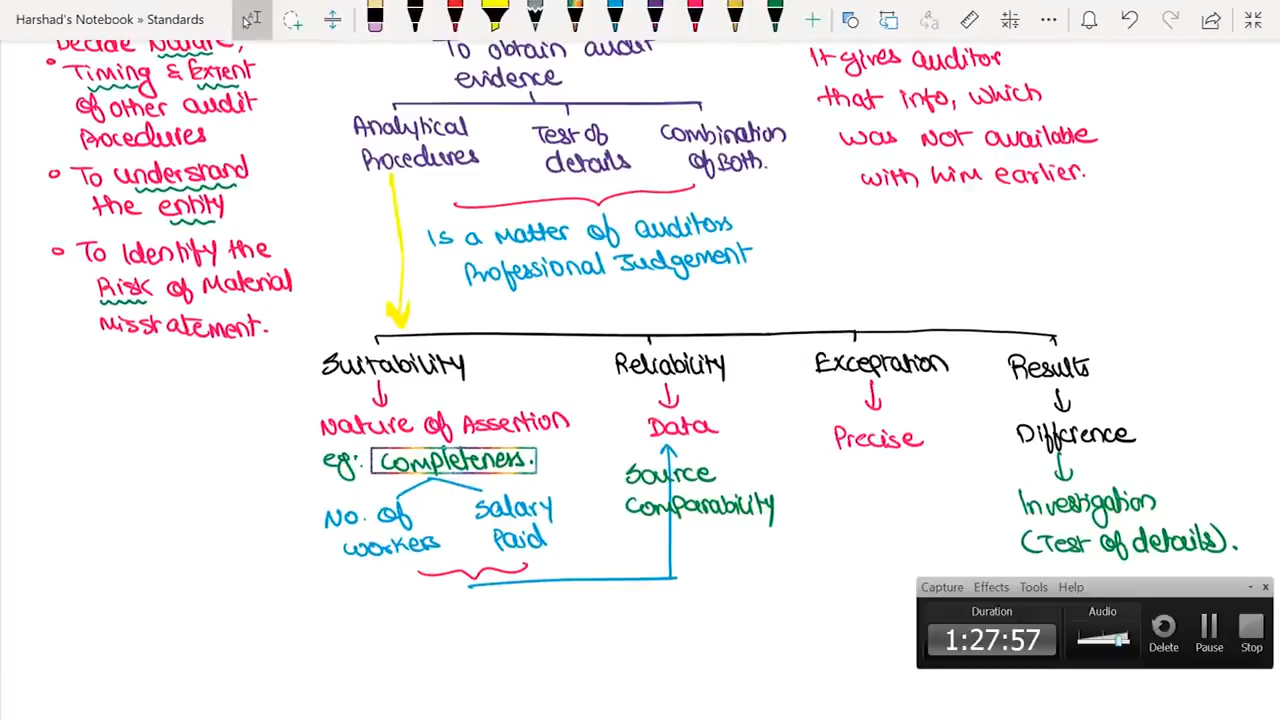 Harshad's Notebook » Standards
Decide Nature,
Timing & Extent
of other audit
Procedures
To understand
the entity
To Identify the
Risk of Material
Misstatement.
To obtain audit
evidence
Analytical
Procedures
Test of
details
Combination
of Both.
Is a Matter of auditors
Professional Judgement
It gives auditor
that info, which
was Not available
with him earlier.
Suitability
Nature of Assertion
eg: Completeness.
No. of
workers
Salary
Paid
Reliability
Data
Source
Comparability
Exceptation
Precise
Results
Difference
Investigation
(Test of details).
Capture Effects Tools Help
Duration
1:27:57
Audio
Delete
Pause
Stop